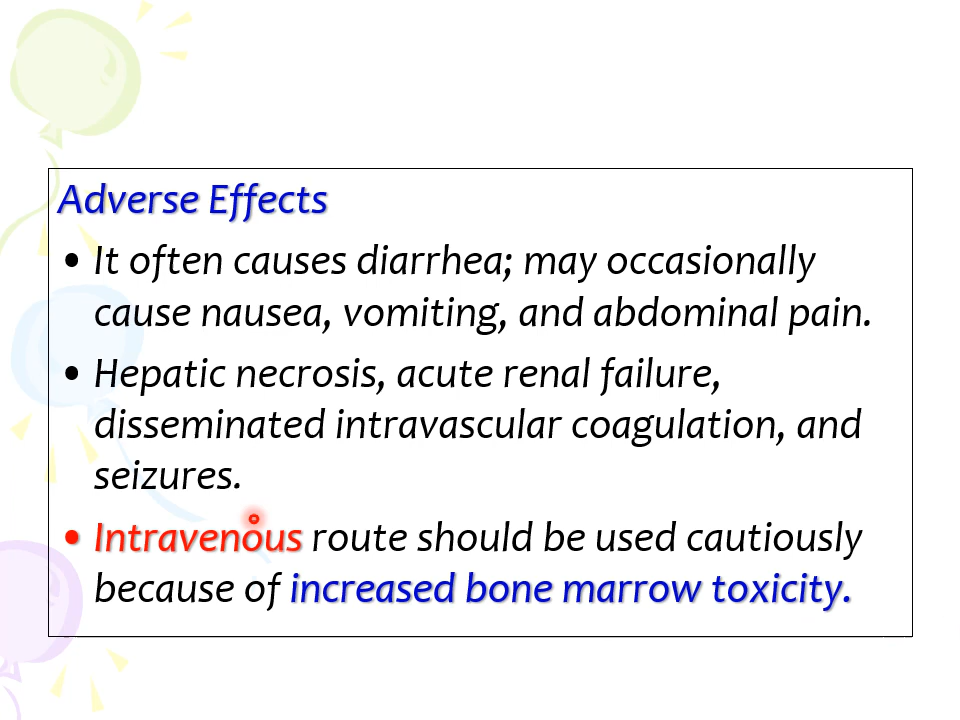 Adverse Effects
• It often causes diarrhea; may occasionally
cause nausea, vomiting, and abdominal pain.
• Hepatic necrosis, acute renal failure,
disseminated intravascular coagulation, and
seizures.
• Intravenous route should be used cautiously
because of increased bone marrow toxicity.